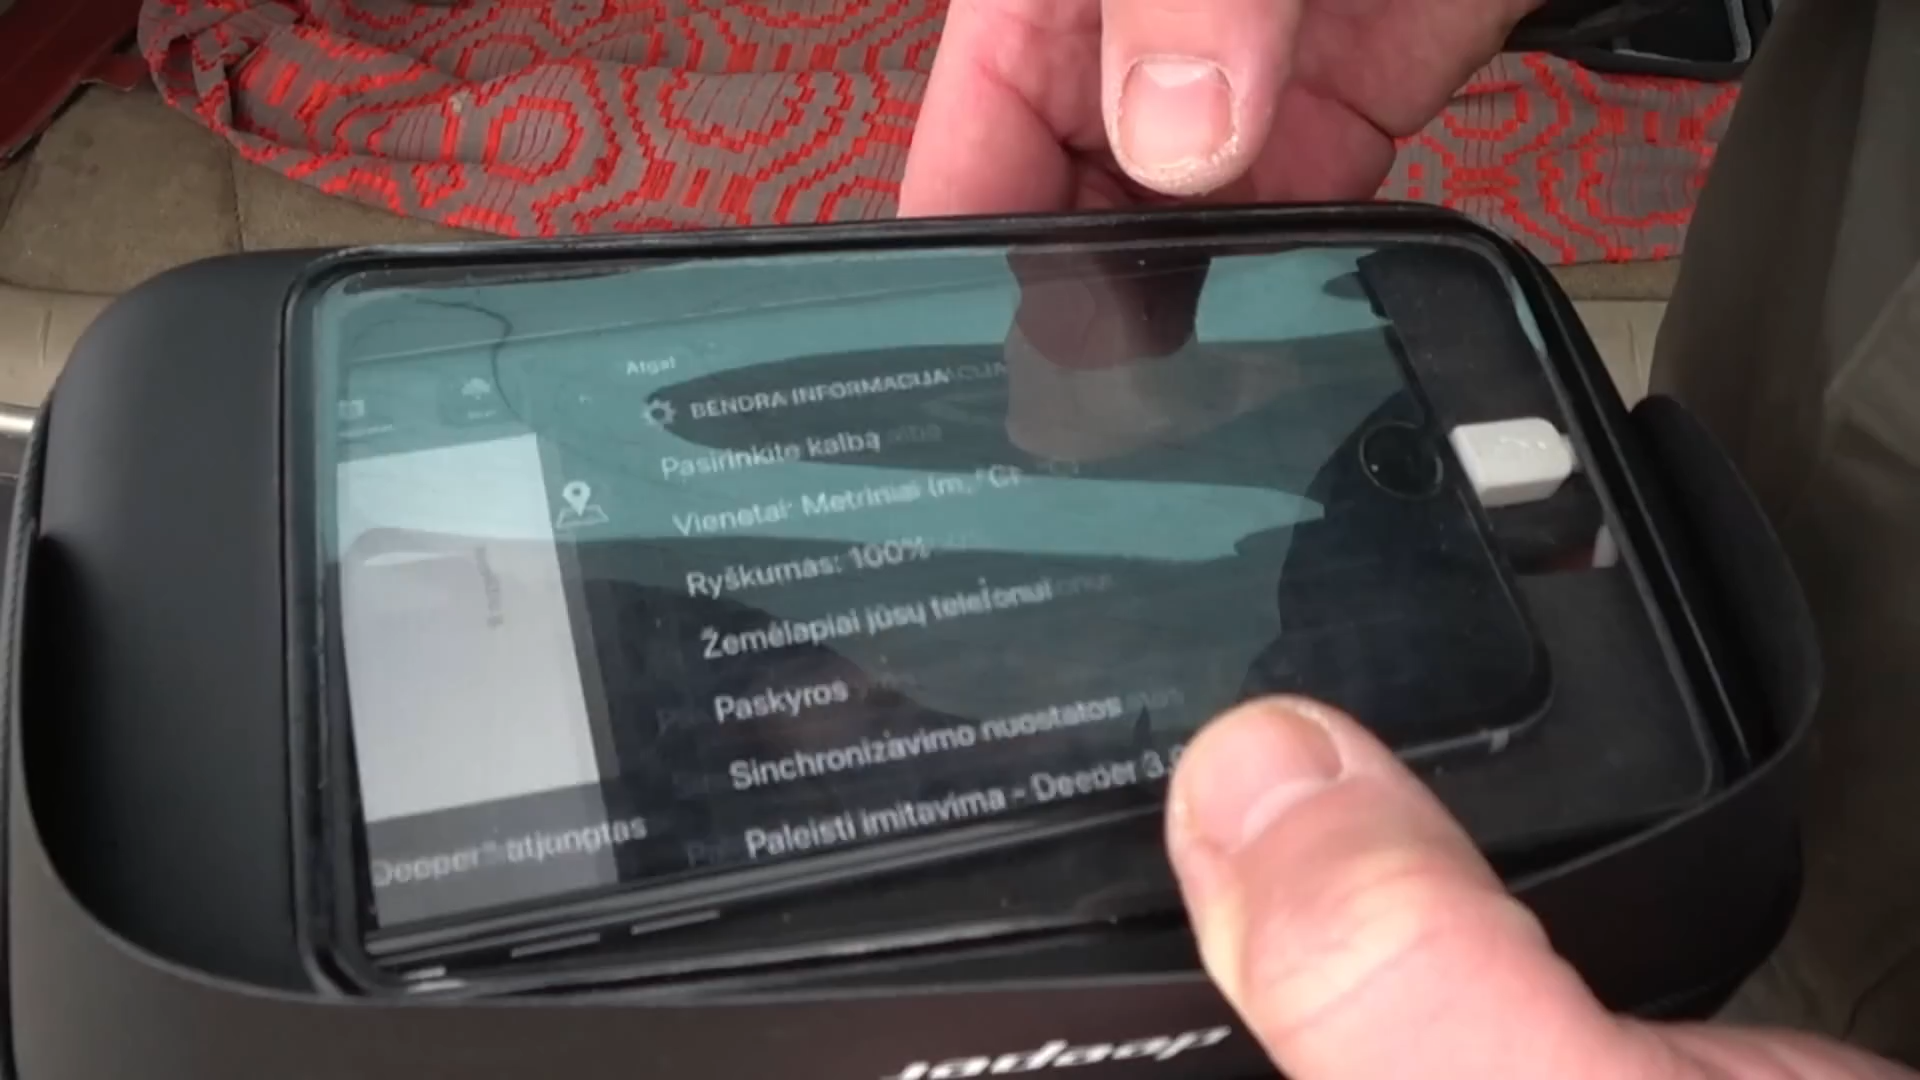 Atgal
BENDRA INFORMACIJA
Pasirinkite kalbą
Vienetai: Metriniai (m, °C)
Ryškumas: 100%
Žemėlapiai jūsų telefonui
Paskyros
Sinchronizavimo nuostatos
Paleisti imitavimą - Deeper 3.
Deeper" atjungtas
deeper